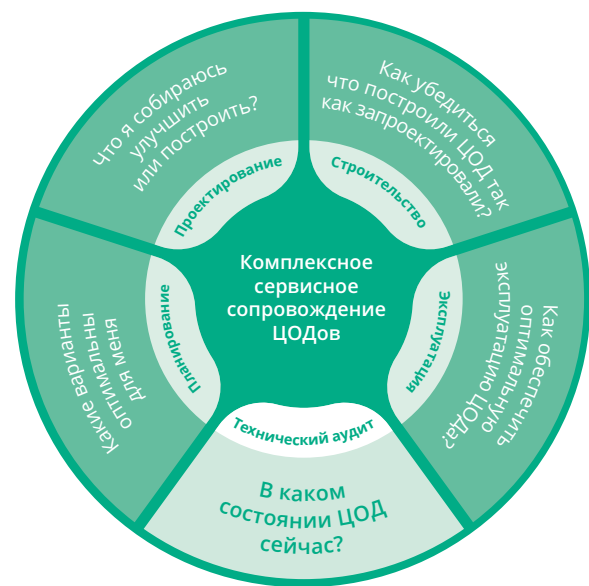 Что я собираюсь
улучшить
или построить?
Проектирование
Как убедиться
что построили ЦОД так
как запроектировали?
Строительство
Комплексное
сервисное
сопровождение
ЦОДов
Какие варианты
оптимальны
для меня
Планирование
Как обеспечить
оптимальную
эксплуатацию ЦОДа?
Эксплуатация
Технический аудит
В каком
состоянии ЦОД
сейчас?